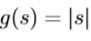 g(s) = |s|